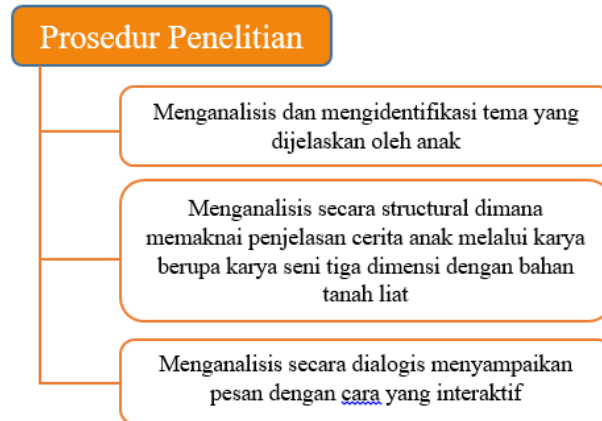 Prosedur Penelitian
Menganalisis dan mengidentifikasi tema yang
dijelaskan oleh anak
Menganalisis secara structural dimana
memaknai penjelasan cerita anak melalui karya
berupa karya seni tiga dimensi dengan bahan
tanah liat
Menganalisis secara dialogis menyampaikan
pesan dengan cara yang interaktif